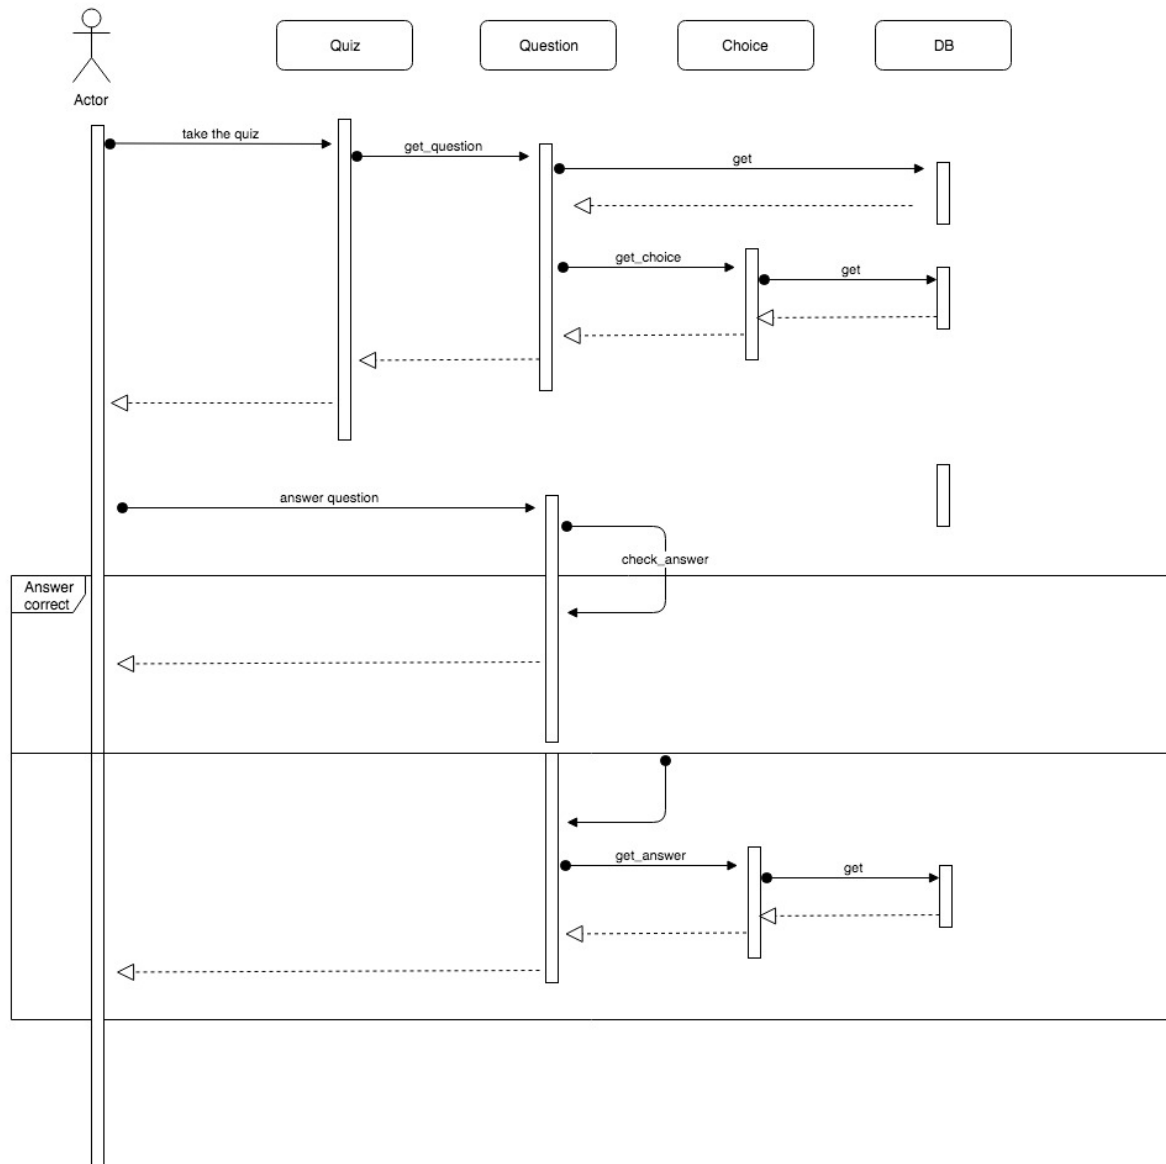 Quiz
Question
Choice
DB
Actor
take the quiz
get_question
get
get_choice
get
answer question
check_answer
Answer
correct
get_answer
get